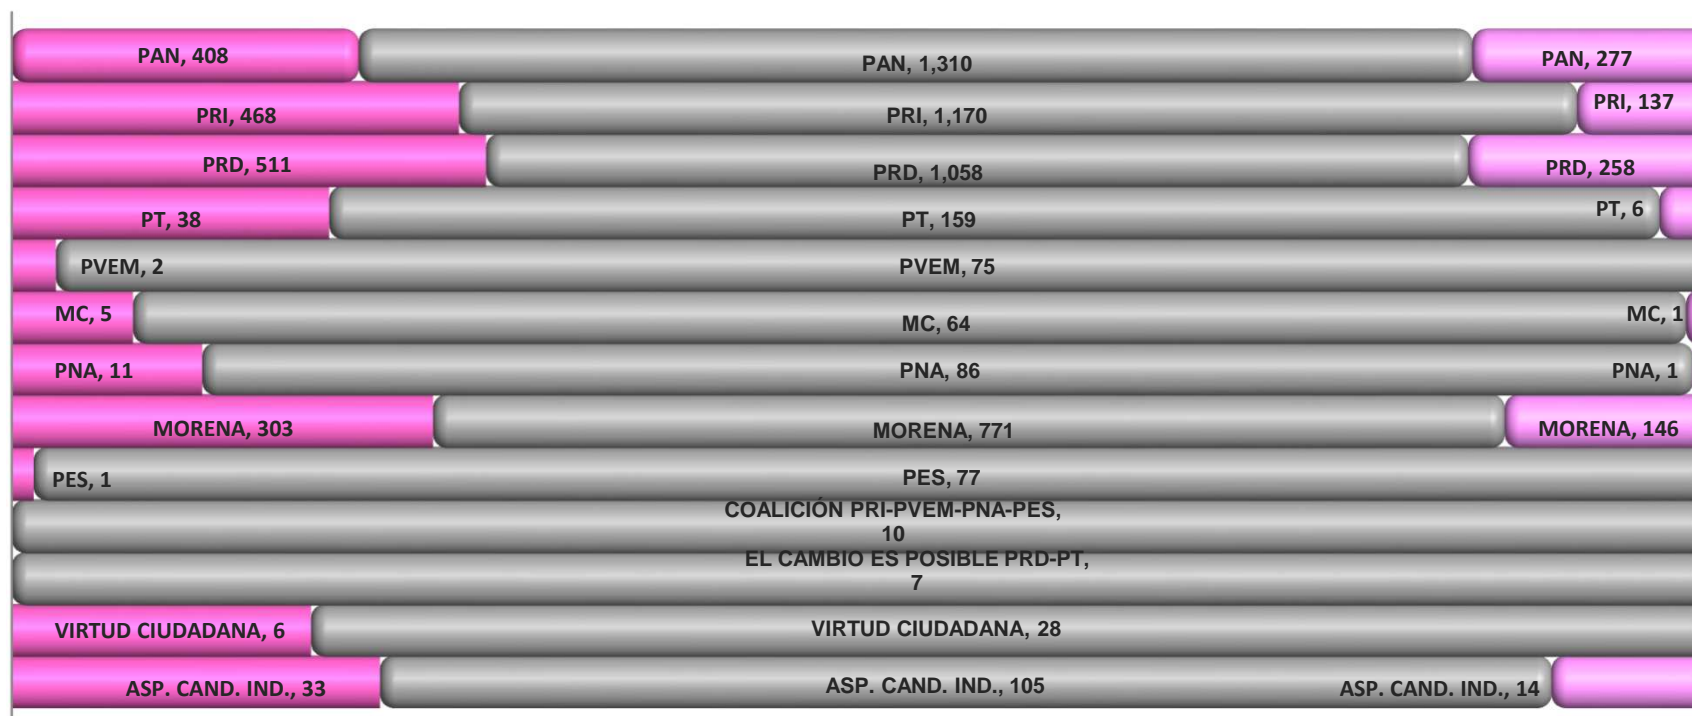 PAN, 408 PAN, 1,310 PAN, 277
PRI, 468 PRI, 1,170 PRI, 137
PRD, 511 PRD, 1,058 PRD, 258
PT, 38 PT, 159 PT, 6
PVEM, 2 PVEM, 75
MC, 5 MC, 64 MC, 1
PNA, 11 PNA, 86 PNA, 1
MORENA, 303 MORENA, 771 MORENA, 146
PES, 1 PES, 77
COALICIÓN PRI-PVEM-PNA-PES,
10
EL CAMBIO ES POSIBLE PRD-PT,
7
VIRTUD CIUDADANA, 6 VIRTUD CIUDADANA, 28
ASP. CAND. IND., 33 ASP. CAND. IND., 105 ASP. CAND. IND., 14